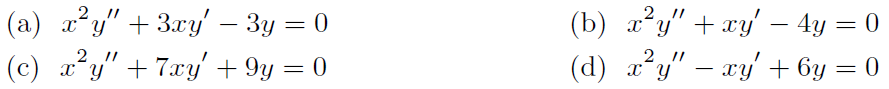 (a) x²y″ + 3xy′ − 3y = 0 (b) x²y″ + xy′ − 4y = 0
(c) x²y″ + 7xy′ + 9y = 0 (d) x²y″ − xy′ + 6y = 0